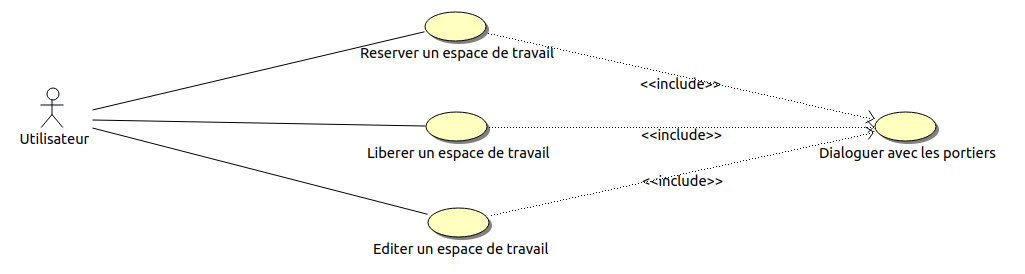 Reserver un espace de travail
<<include>>
Utilisateur
Liberer un espace de travail
<<include>>
Dialoguer avec les portiers
<<include>>
Editer un espace de travail